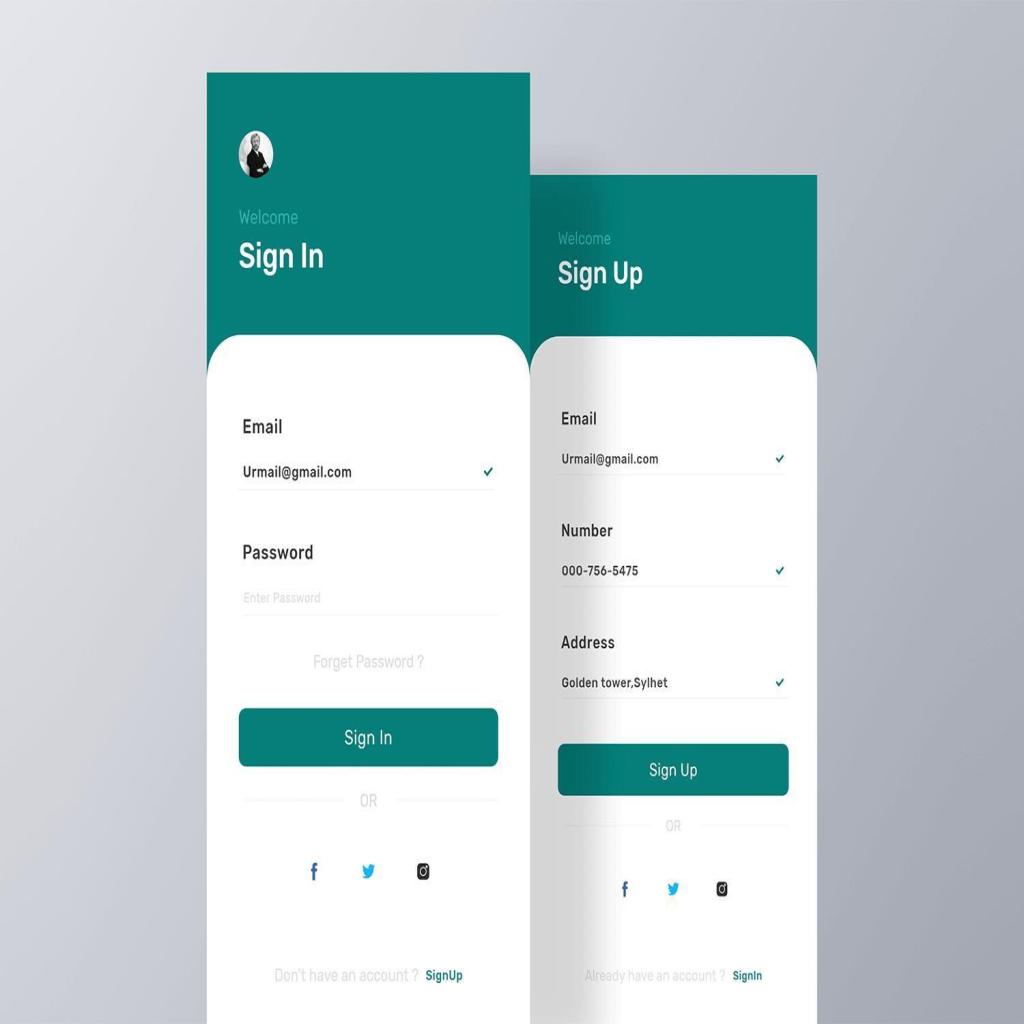 Welcome
Sign In
Email
Urmail@gmail.com
Password
Enter Password
Forget Password ?
Sign In
OR
Don't have an account ? SignUp
Welcome
Sign Up
Email
Urmail@gmail.com
Number
000-756-5475
Address
Golden tower,Sylhet
Sign Up
OR
Already have an account ? SignIn